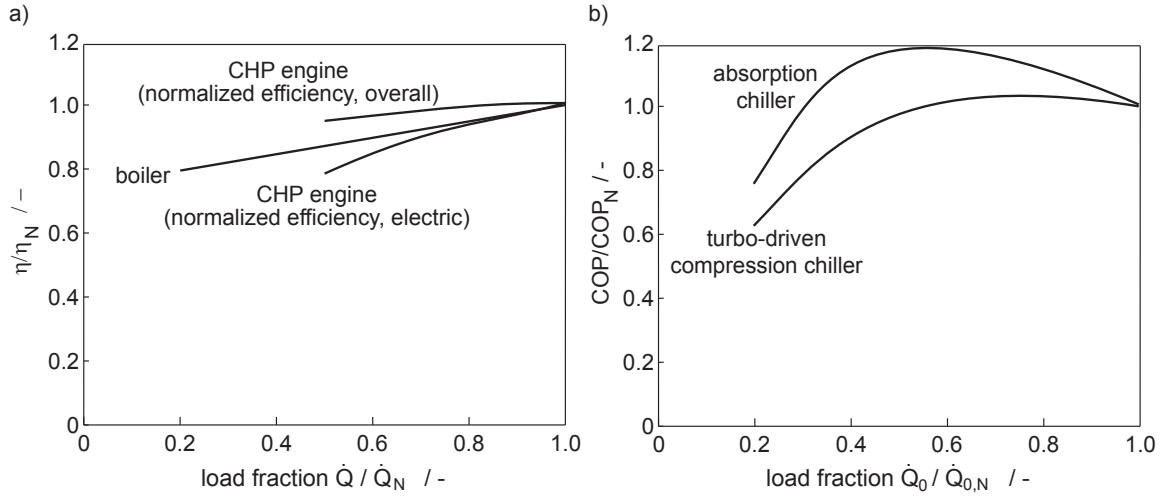 a)
1.2
1.0
0.8
0.6
0.4
0.2
0
η/η_N / –
CHP engine
(normalized efficiency, overall)
boiler
CHP engine
(normalized efficiency, electric)
0 0.2 0.4 0.6 0.8 1.0
load fraction Q̇ / Q̇_N / -
b)
1.2
1.0
0.8
0.6
0.4
0.2
0
COP/COP_N / -
absorption
chiller
turbo-driven
compression chiller
0 0.2 0.4 0.6 0.8 1.0
load fraction Q̇_0 / Q̇_0,N / -